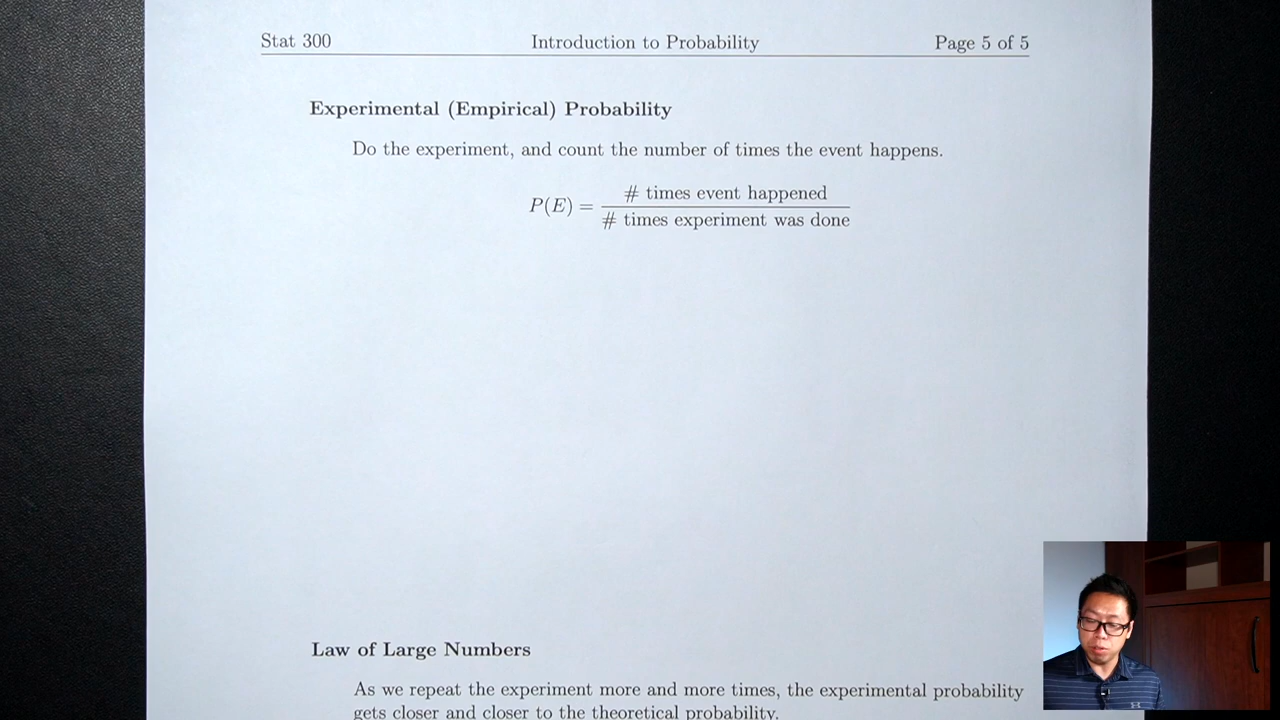 Stat 300 Introduction to Probability Page 5 of 5
Experimental (Empirical) Probability
Do the experiment, and count the number of times the event happens.
P(E) = # times event happened / # times experiment was done
Law of Large Numbers
As we repeat the experiment more and more times, the experimental probability
gets closer and closer to the theoretical probability.